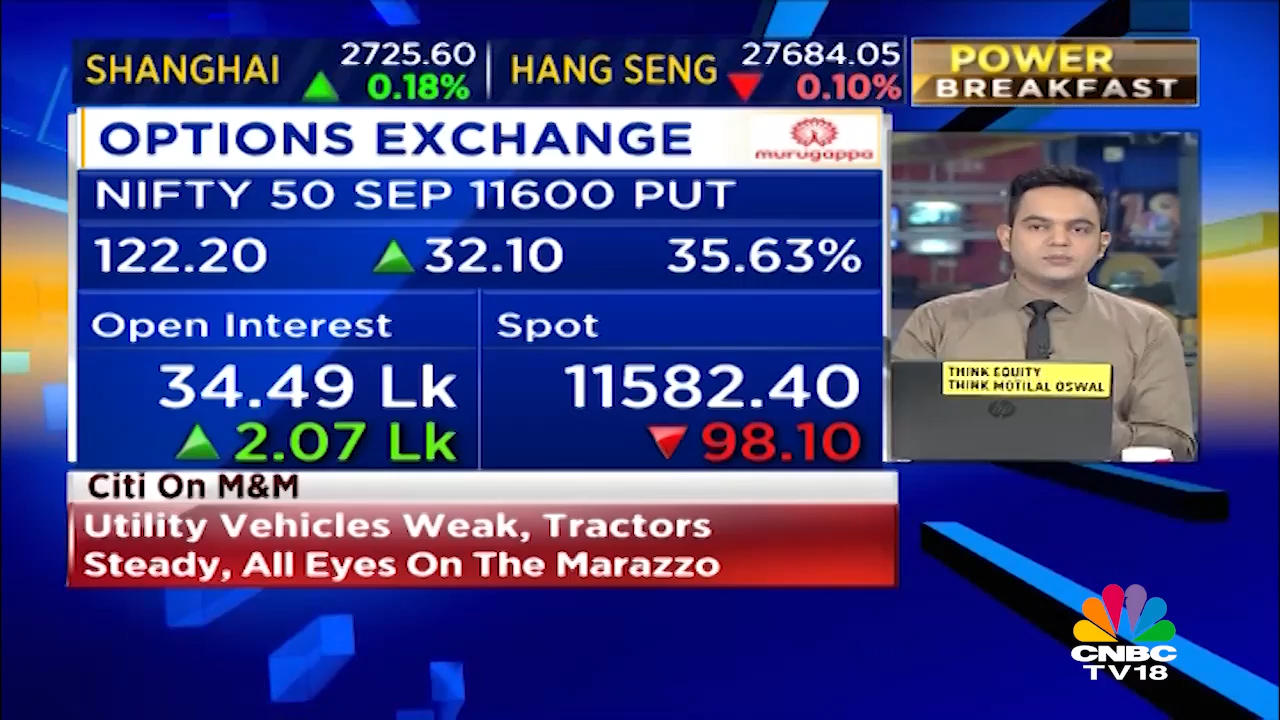 SHANGHAI 2725.60 0.18%
HANG SENG 27684.05 0.10%
POWER
BREAKFAST
OPTIONS EXCHANGE murugappa
NIFTY 50 SEP 11600 PUT
122.20 32.10 35.63%
Open Interest Spot
34.49 Lk 11582.40
2.07 Lk 98.10
THINK EQUITY
THINK MOTILAL OSWAL
hp
Citi On M&M
Utility Vehicles Weak, Tractors
Steady, All Eyes On The Marazzo
CNBC
TV18